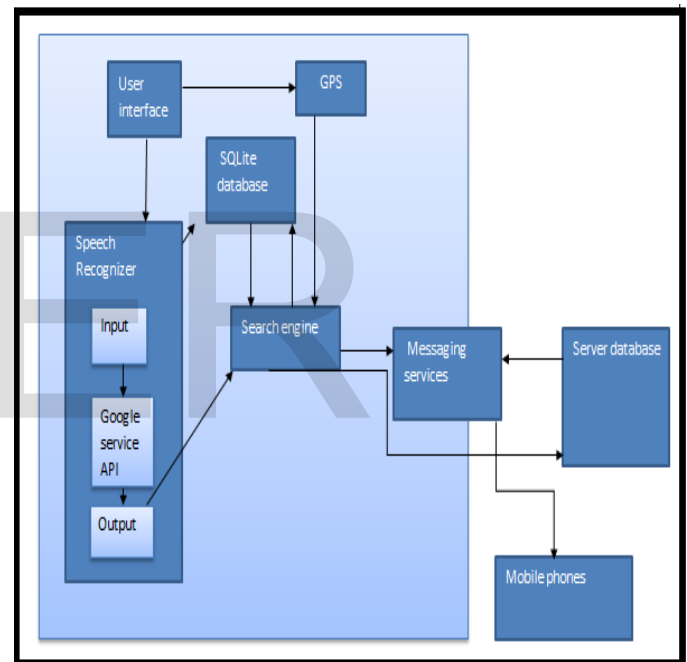 User
interface
GPS
SQLite
database
Speech
Recognizer
Input
Search engine
Messaging
services
Server database
Google
service
API
Output
Mobile phones
ER